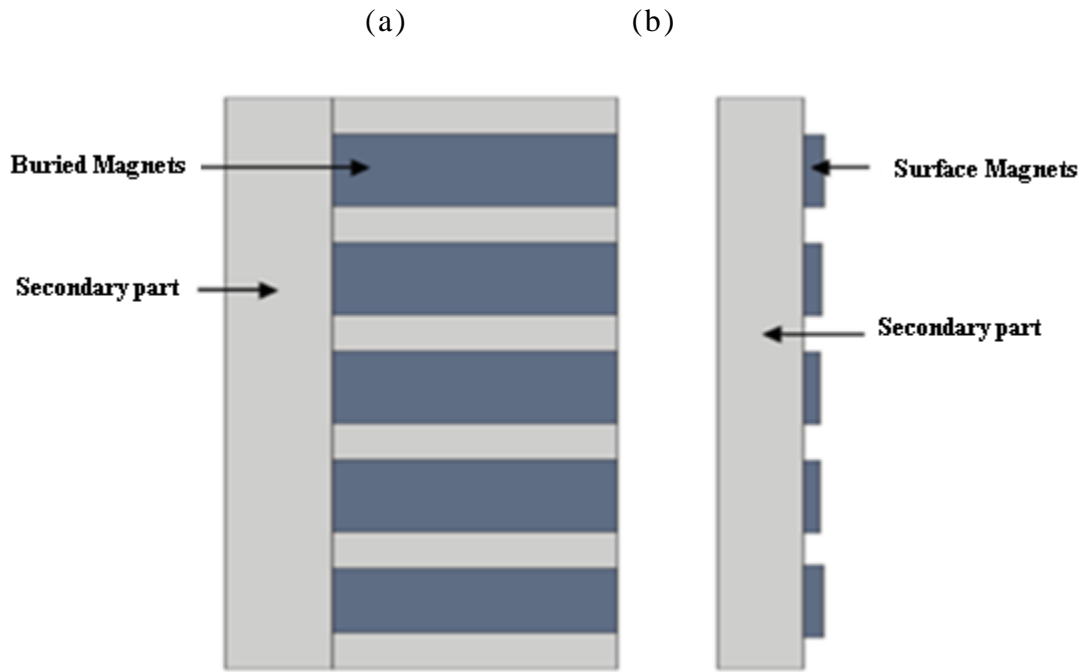 (a)
(b)
Buried Magnets
Surface Magnets
Secondary part
Secondary part